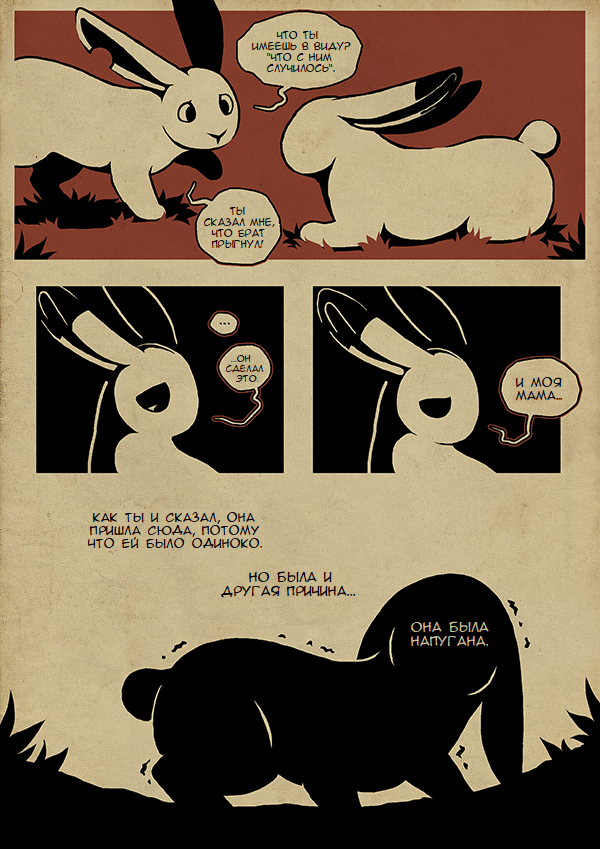 ЧТО ТЫ
ИМЕЕШЬ В ВИДУ?
"ЧТО С НИМ
СЛУЧИЛОСЬ".
ТЫ
СКАЗАЛ МНЕ,
ЧТО БРАТ
ПРЫГНУЛ!
...
...ОН
СДЕЛАЛ
ЭТО.
И МОЯ
МАМА...
КАК ТЫ И СКАЗАЛ, ОНА
ПРИШЛА СЮДА, ПОТОМУ
ЧТО ЕЙ БЫЛО ОДИНОКО.
НО БЫЛА И
ДРУГАЯ ПРИЧИНА...
ОНА БЫЛА
НАПУГАНА.